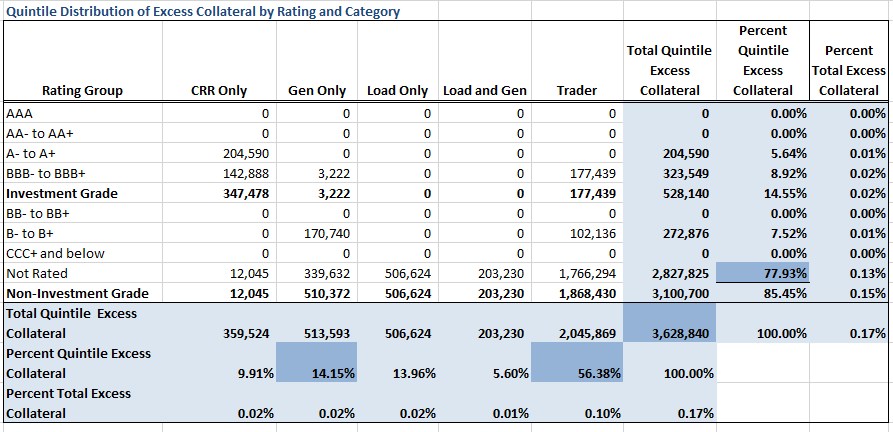 Quintile Distribution of Excess Collateral by Rating and Category
Percent
Total Quintile Quintile Percent
Excess Excess Total Excess
Rating Group CRR Only Gen Only Load Only Load and Gen Trader Collateral Collateral Collateral
AAA 0 0 0 0 0 0 0.00% 0.00%
AA- to AA+ 0 0 0 0 0 0 0.00% 0.00%
A- to A+ 204,590 0 0 0 0 204,590 5.64% 0.01%
BBB- to BBB+ 142,888 3,222 0 0 177,439 323,549 8.92% 0.02%
Investment Grade 347,478 3,222 0 0 177,439 528,140 14.55% 0.02%
BB- to BB+ 0 0 0 0 0 0 0.00% 0.00%
B- to B+ 0 170,740 0 0 102,136 272,876 7.52% 0.01%
CCC+ and below 0 0 0 0 0 0 0.00% 0.00%
Not Rated 12,045 339,632 506,624 203,230 1,766,294 2,827,825 77.93% 0.13%
Non-Investment Grade 12,045 510,372 506,624 203,230 1,868,430 3,100,700 85.45% 0.15%
Total Quintile Excess
Collateral 359,524 513,593 506,624 203,230 2,045,869 3,628,840 100.00% 0.17%
Percent Quintile Excess
Collateral 9.91% 14.15% 13.96% 5.60% 56.38% 100.00%
Percent Total Excess
Collateral 0.02% 0.02% 0.02% 0.01% 0.10% 0.17%